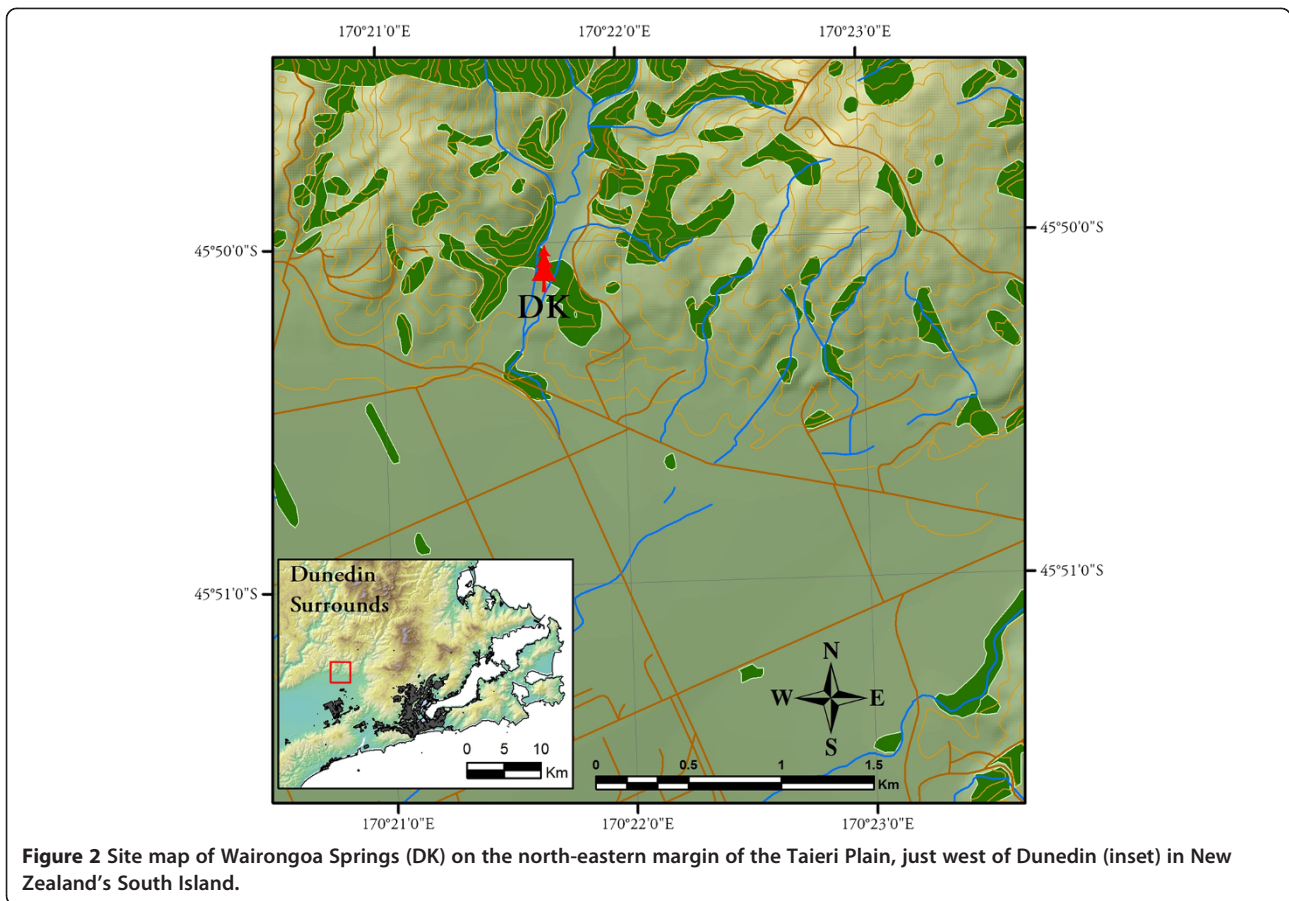 170°21'0"E
170°22'0"E
170°23'0"E
45°50'0"S
45°50'0"S
DK
45°51'0"S
45°51'0"S
Dunedin
Surrounds
0 5 10
Km
N
W E
S
0 0.5 1 1.5
Km
170°21'0"E
170°22'0"E
170°23'0"E
Figure 2 Site map of Wairongoa Springs (DK) on the north-eastern margin of the Taieri Plain, just west of Dunedin (inset) in New
Zealand's South Island.